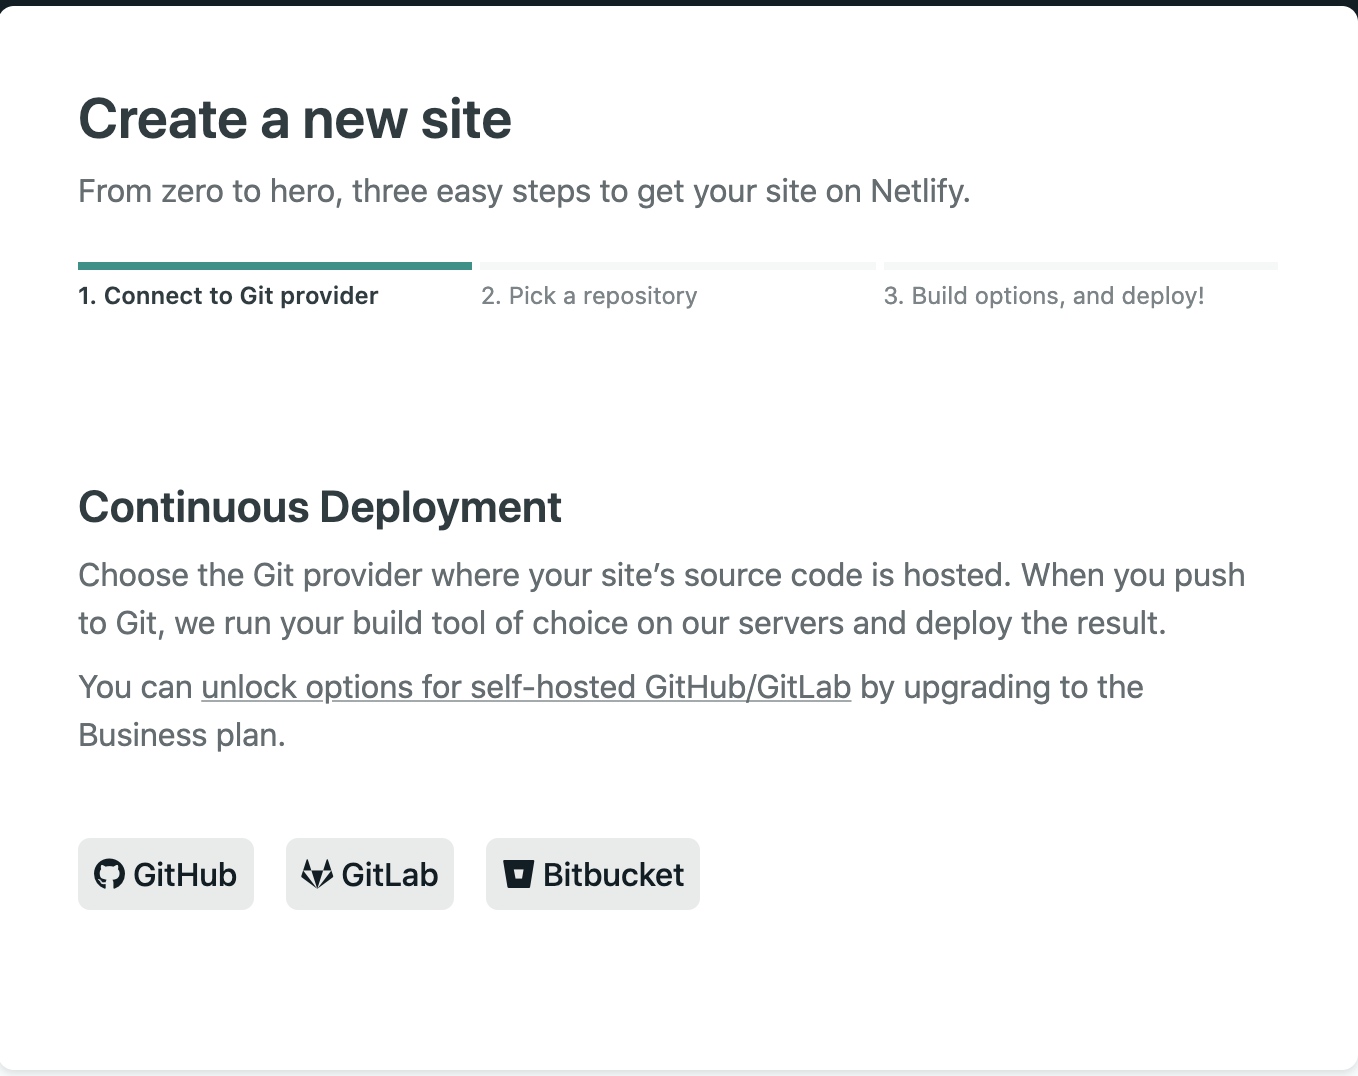 Create a new site
From zero to hero, three easy steps to get your site on Netlify.
1. Connect to Git provider
2. Pick a repository
3. Build options, and deploy!
Continuous Deployment
Choose the Git provider where your site’s source code is hosted. When you push
to Git, we run your build tool of choice on our servers and deploy the result.
You can unlock options for self-hosted GitHub/GitLab by upgrading to the
Business plan.
GitHub
GitLab
Bitbucket